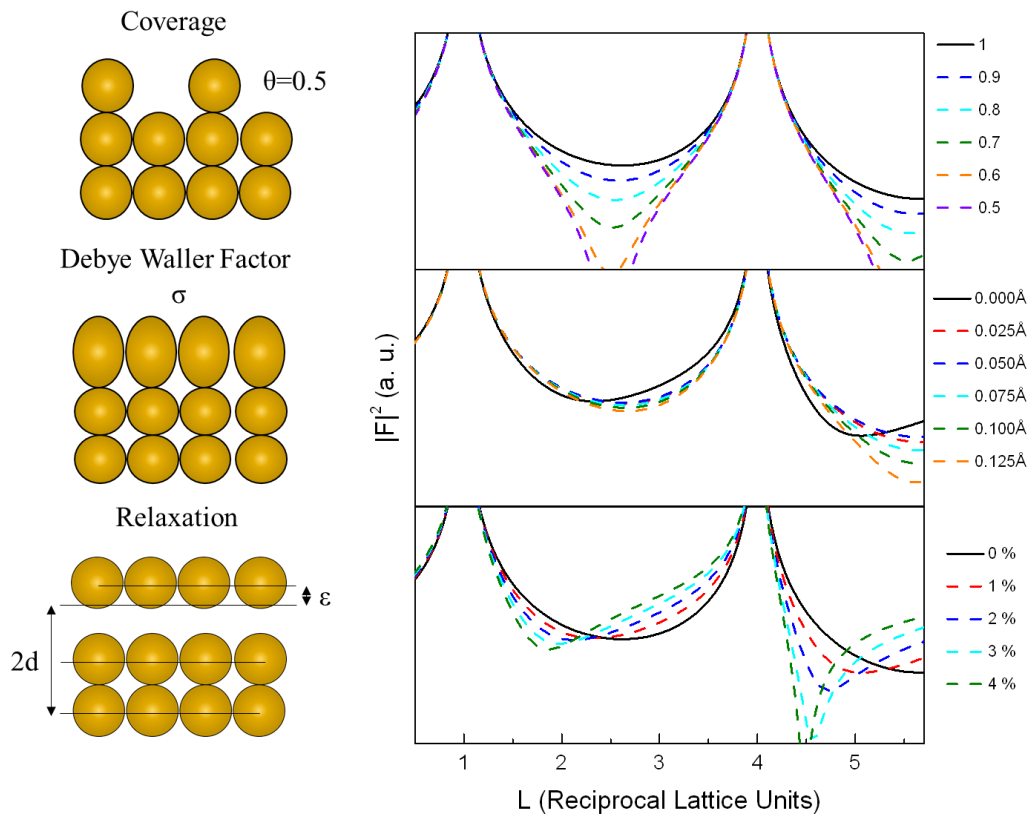 Coverage
θ=0.5
Debye Waller Factor
σ
Relaxation
ε
2d
|F|² (a. u.)
1
0.9
0.8
0.7
0.6
0.5
0.000Å
0.025Å
0.050Å
0.075Å
0.100Å
0.125Å
0 %
1 %
2 %
3 %
4 %
1 2 3 4 5
L (Reciprocal Lattice Units)